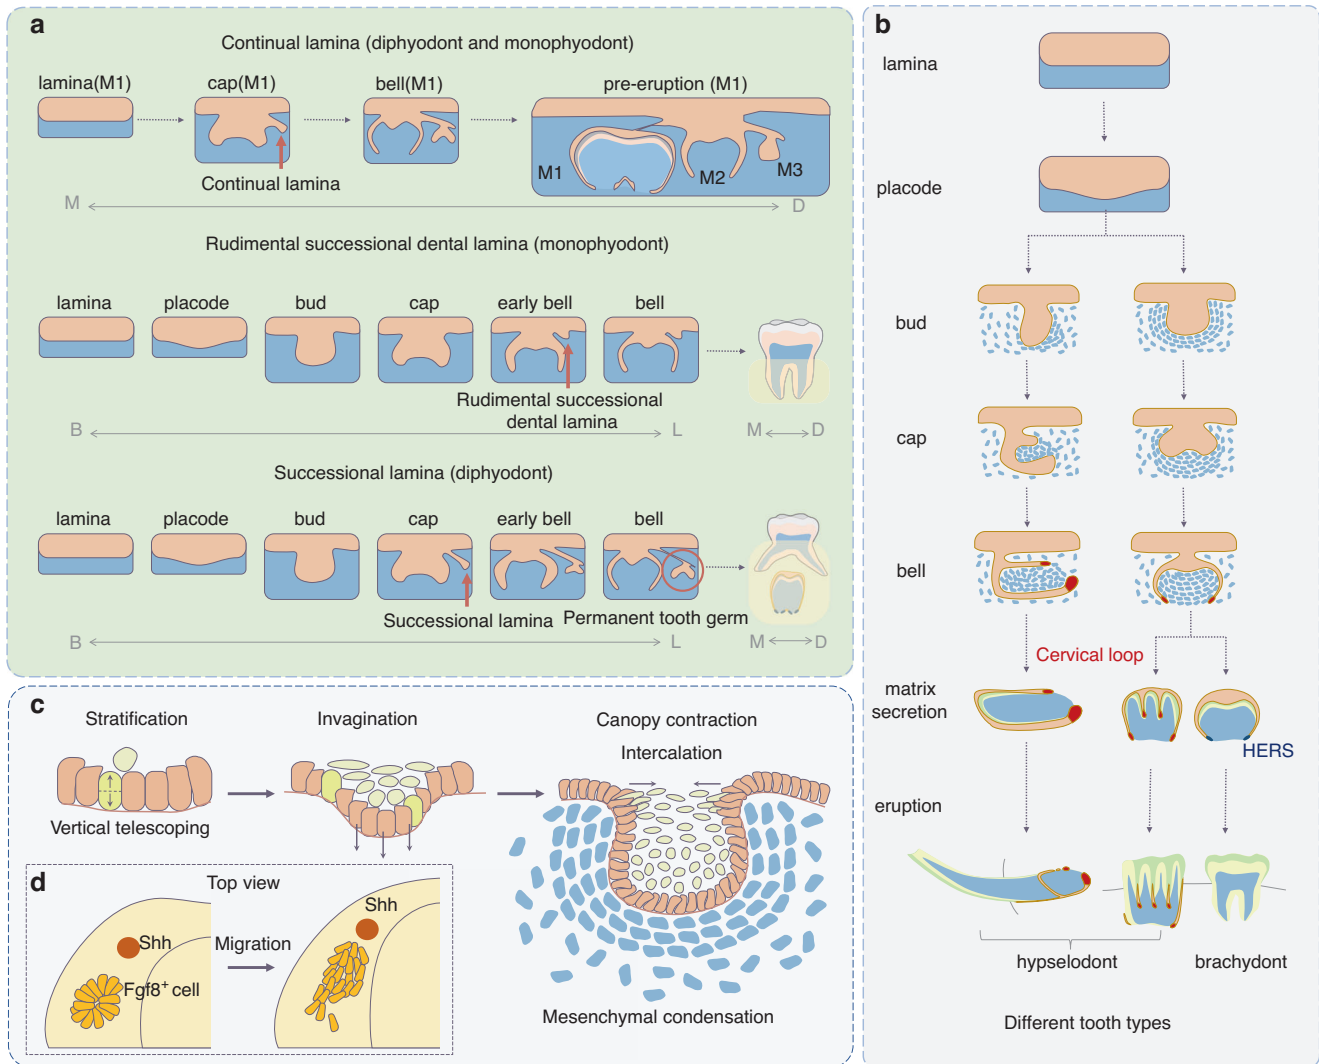 a
Continual lamina (diphyodont and monophyodont)
lamina(M1)
cap(M1)
bell(M1)
pre-eruption (M1)
M1
M2
M3
Continual lamina
M
D
Rudimental successional dental lamina (monophyodont)
lamina
placode
bud
cap
early bell
bell
Rudimental successional
dental lamina
B
L
M
D
Successional lamina (diphyodont)
lamina
placode
bud
cap
early bell
bell
Successional lamina
Permanent tooth germ
B
L
M
D
b
lamina
placode
bud
cap
bell
Cervical loop
matrix
secretion
HERS
eruption
hypselodont
brachydont
Different tooth types
c
Stratification
Invagination
Canopy contraction
Intercalation
Vertical telescoping
Mesenchymal condensation
d
Top view
Shh
Fgf8⁺ cell
Migration
Shh